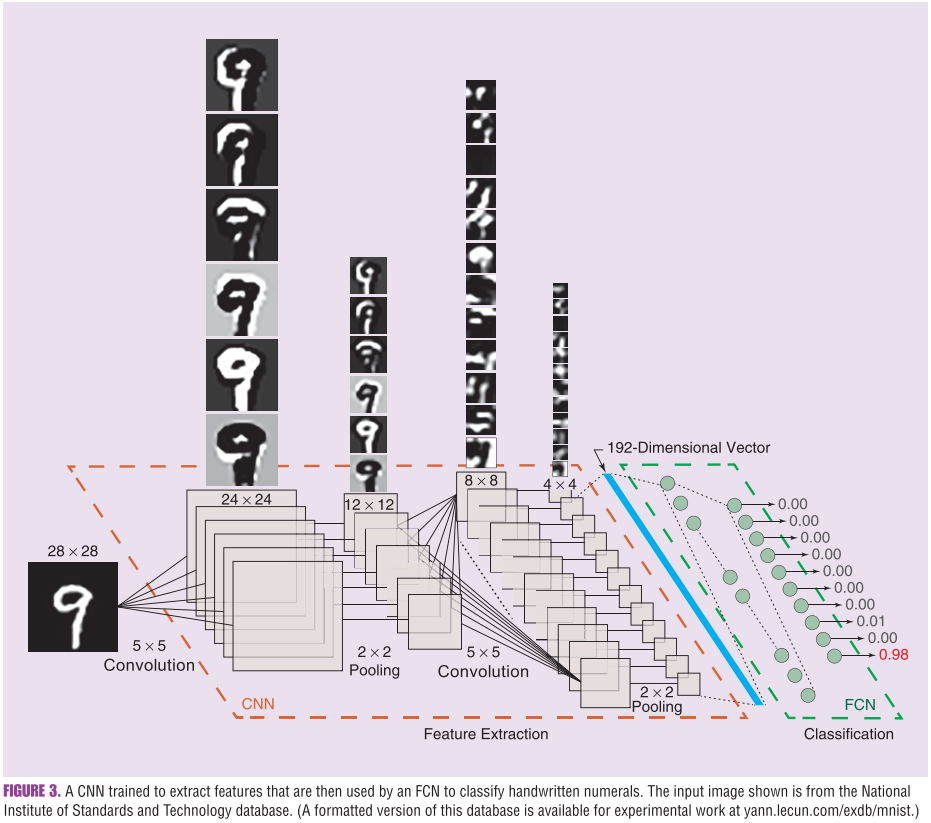 192-Dimensional Vector
24 × 24
12 × 12
8 × 8
4 × 4
28 × 28
0.00
0.00
0.00
0.00
0.00
0.00
0.00
0.01
0.00
0.98
5 × 5
Convolution
2 × 2
Pooling
5 × 5
Convolution
2 × 2
Pooling
CNN
FCN
Feature Extraction
Classification
FIGURE 3. A CNN trained to extract features that are then used by an FCN to classify handwritten numerals. The input image shown is from the National
Institute of Standards and Technology database. (A formatted version of this database is available for experimental work at yann.lecun.com/exdb/mnist.)